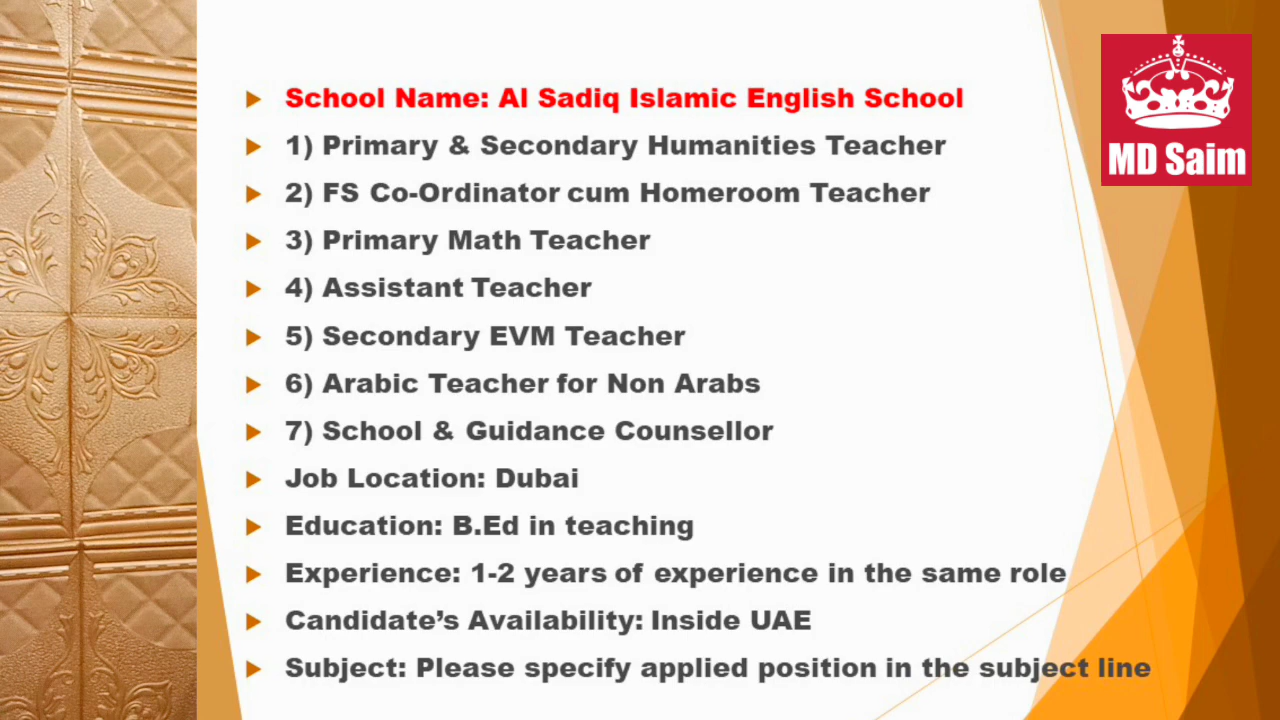 School Name: Al Sadiq Islamic English School
1) Primary & Secondary Humanities Teacher
2) FS Co-Ordinator cum Homeroom Teacher
3) Primary Math Teacher
4) Assistant Teacher
5) Secondary EVM Teacher
6) Arabic Teacher for Non Arabs
7) School & Guidance Counsellor
Job Location: Dubai
Education: B.Ed in teaching
Experience: 1-2 years of experience in the same role
Candidate’s Availability: Inside UAE
Subject: Please specify applied position in the subject line
MD Saim